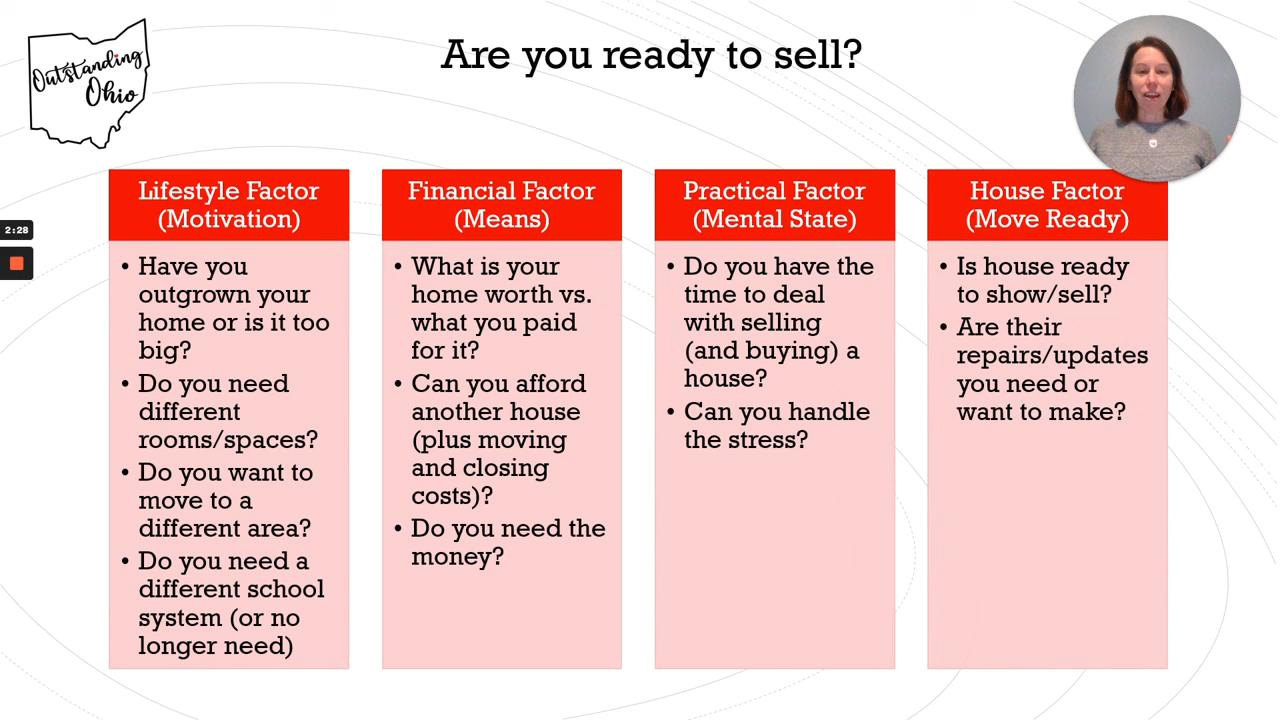 Outstanding
Ohio
Are you ready to sell?
2:28
Lifestyle Factor
(Motivation)
• Have you
outgrown your
home or is it too
big?
• Do you need
different
rooms/spaces?
• Do you want to
move to a
different area?
• Do you need a
different school
system (or no
longer need)
Financial Factor
(Means)
• What is your
home worth vs.
what you paid
for it?
• Can you afford
another house
(plus moving
and closing
costs)?
• Do you need the
money?
Practical Factor
(Mental State)
• Do you have the
time to deal
with selling
(and buying) a
house?
• Can you handle
the stress?
House Factor
(Move Ready)
• Is house ready
to show/sell?
• Are their
repairs/updates
you need or
want to make?